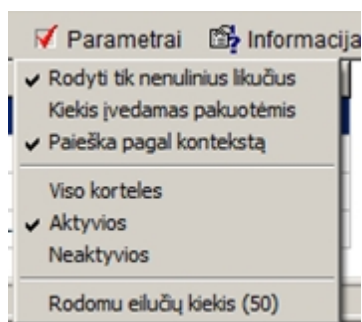 Parametrai Informacija
Rodyti tik nenulinius likučius
Kiekis įvedamas pakuotėmis
Paieška pagal kontekstą
Viso korteles
Aktyvios
Neaktyvios
Rodomu eilučių kiekis (50)